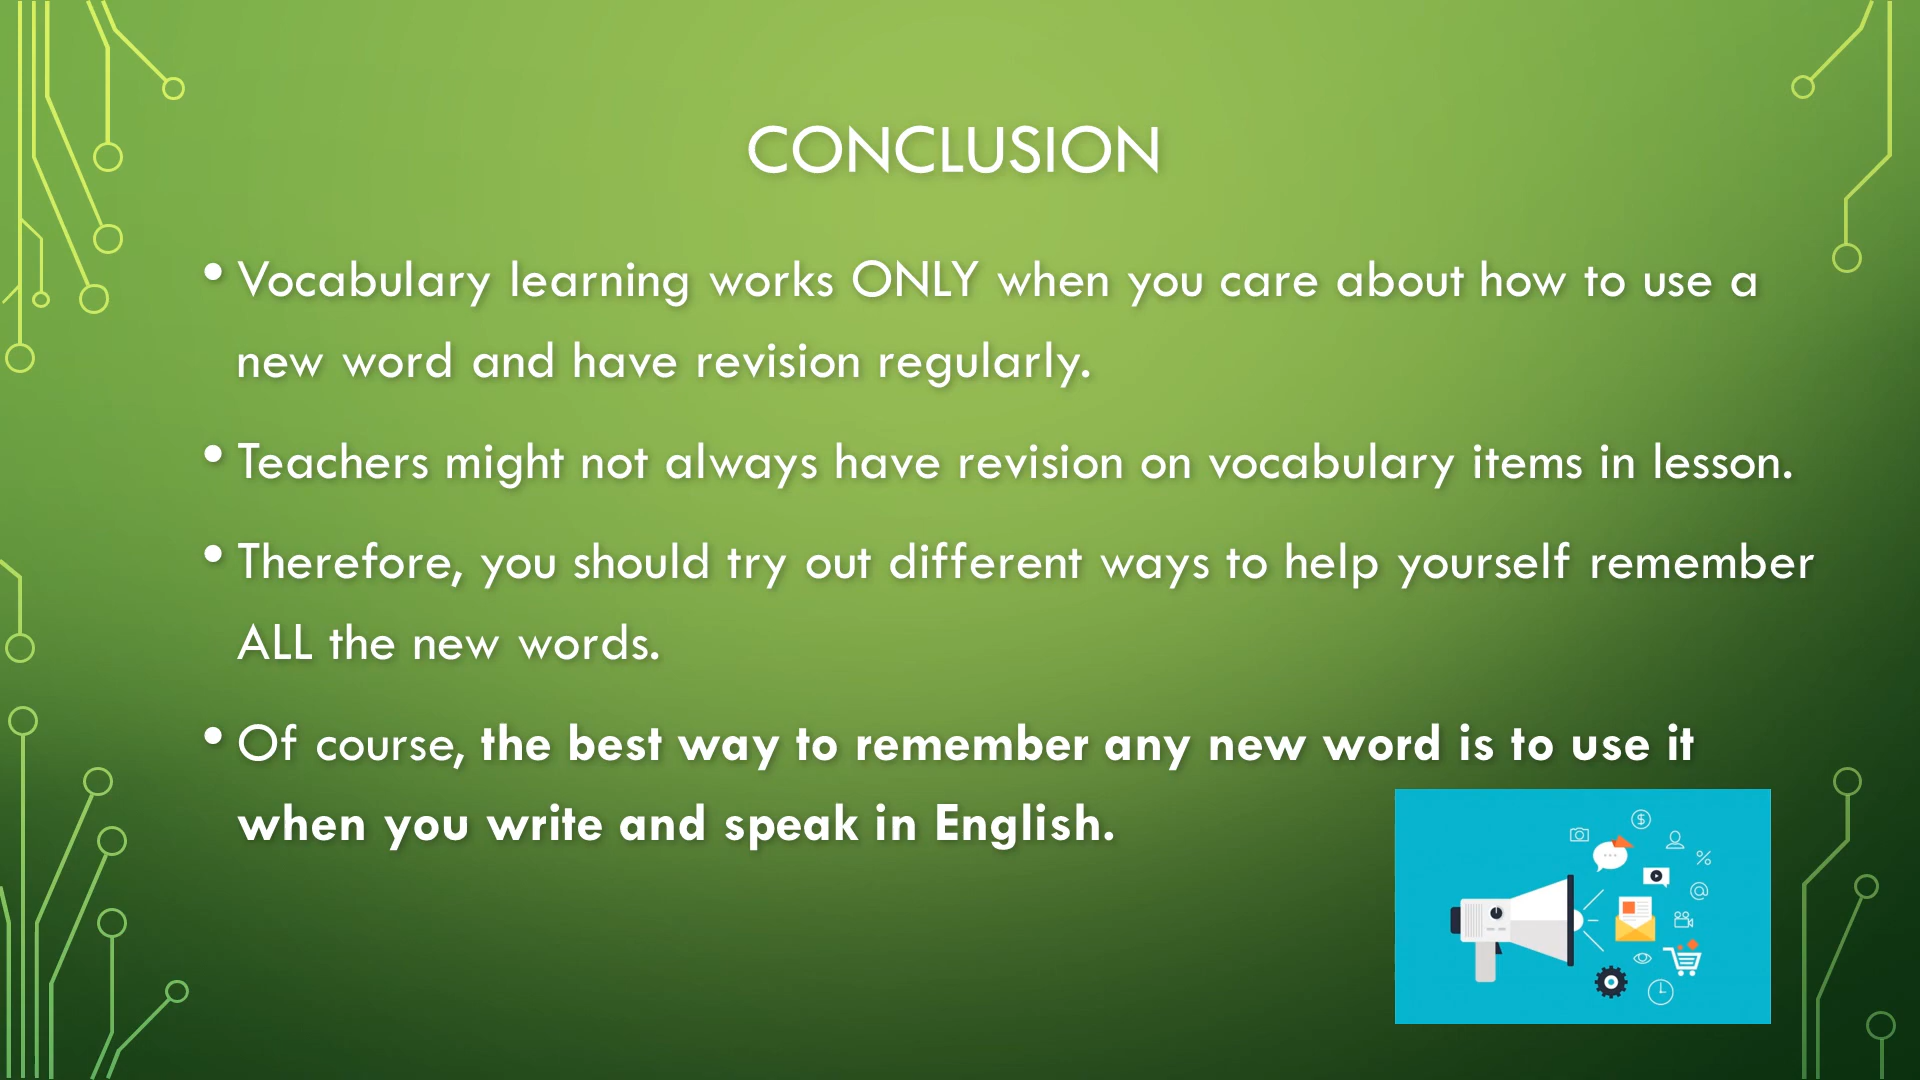 CONCLUSION
• Vocabulary learning works ONLY when you care about how to use a
new word and have revision regularly.
• Teachers might not always have revision on vocabulary items in lesson.
• Therefore, you should try out different ways to help yourself remember
ALL the new words.
• Of course, the best way to remember any new word is to use it
when you write and speak in English.